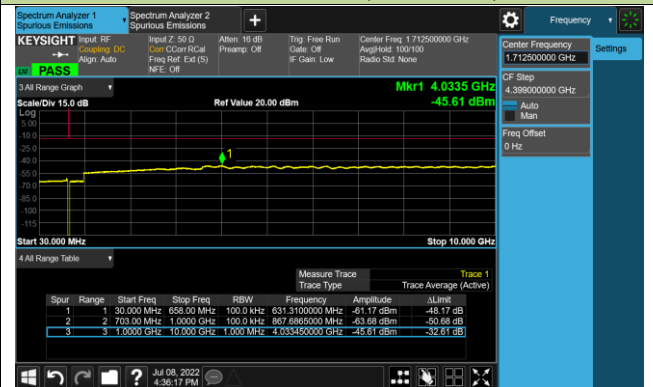 Spectrum Analyzer 1
Spurious Emissions
Spectrum Analyzer 2
Spurious Emissions
Frequency
KEYSIGHT
Input: RF
Coupling: DC
Align: Auto
Input Z: 50 Ω
Corr CCorr RCal
Freq Ref: Ext (S)
NFE: Off
Atten: 16 dB
Preamp: Off
Trig: Free Run
Gate: Off
IF Gain: Low
Center Freq: 1.712500000 GHz
Avg|Hold: 100/100
Radio Std: None
PASS
Center Frequency
1.712500000 GHz
Settings
CF Step
4.399000000 GHz
Auto
Man
Freq Offset
0 Hz
3 All Range Graph
Mkr1 4.0335 GHz
Scale/Div 15.0 dB
Ref Value 20.00 dBm
-45.61 dBm
Log
5.00
-10.0
-25.0
-40.0
-55.0
-70.0
-85.0
-100
-115
1
Start 30.000 MHz
Stop 10.000 GHz
4 All Range Table
Measure Trace Trace 1
Trace Type Trace Average (Active)
Spur Range Start Freq Stop Freq RBW Frequency Amplitude ΔLimit
1 1 30.000 MHz 658.00 MHz 100.0 kHz 631.3100000 MHz -61.17 dBm -48.17 dB
2 2 703.00 MHz 1.0000 GHz 100.0 kHz 867.6865000 MHz -63.68 dBm -50.68 dB
3 3 1.0000 GHz 10.000 GHz 1.000 MHz 4.033450000 GHz -45.61 dBm -32.61 dB
Jul 08, 2022
4:36:17 PM